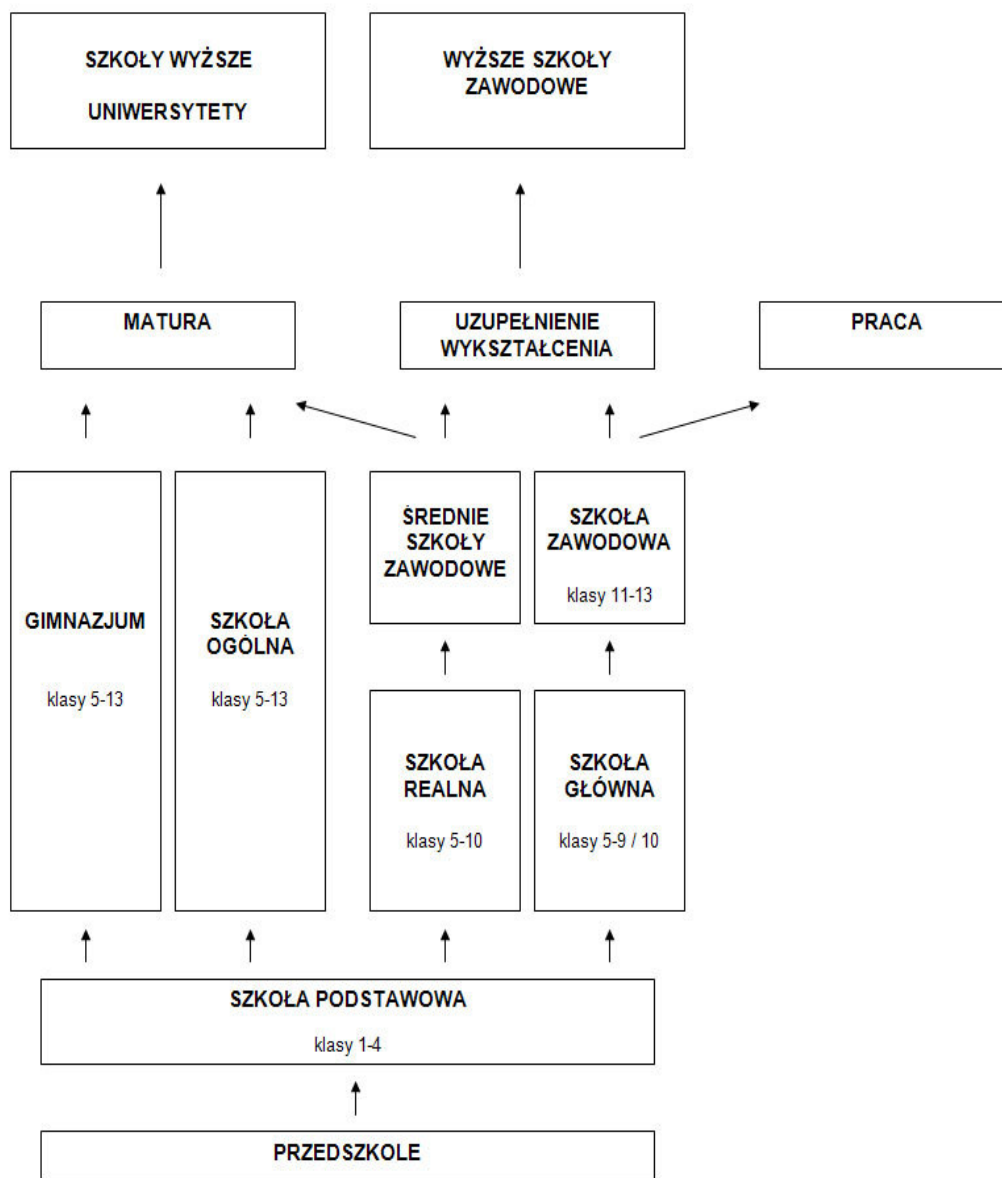 SZKOŁY WYŻSZE
UNIWERSYTETY
WYŻSZE SZKOŁY
ZAWODOWE
MATURA
UZUPEŁNIENIE
WYKSZTAŁCENIA
PRACA
GIMNAZJUM
klasy 5-13
SZKOŁA
OGÓLNA
klasy 5-13
ŚREDNIE
SZKOŁY
ZAWODOWE
SZKOŁA
ZAWODOWA
klasy 11-13
SZKOŁA
REALNA
klasy 5-10
SZKOŁA
GŁÓWNA
klasy 5-9 / 10
SZKOŁA PODSTAWOWA
klasy 1-4
PRZEDSZKOLE